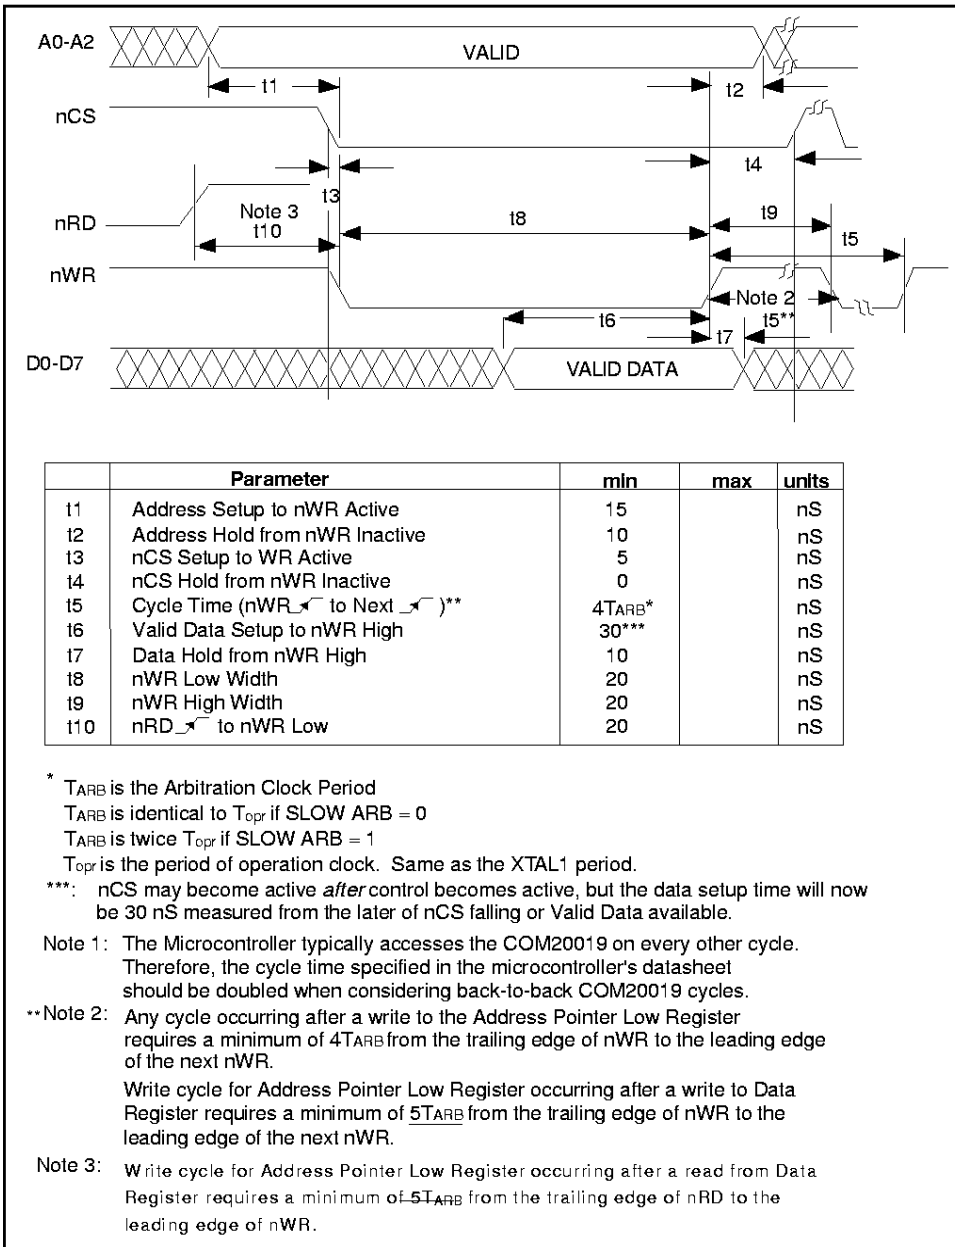 A0-A2
VALID
t1
t2
nCS
t4
t3
nRD
Note 3
t10
t8
t9
t5
nWR
Note 2
t6
t7
t5**
D0-D7
VALID DATA
Parameter min max units
t1 Address Setup to nWR Active 15 nS
t2 Address Hold from nWR Inactive 10 nS
t3 nCS Setup to WR Active 5 nS
t4 nCS Hold from nWR Inactive 0 nS
t5 Cycle Time (nWR to Next )** 4TARB* nS
t6 Valid Data Setup to nWR High 30*** nS
t7 Data Hold from nWR High 10 nS
t8 nWR Low Width 20 nS
t9 nWR High Width 20 nS
t10 nRD to nWR Low 20 nS
* TARB is the Arbitration Clock Period
TARB is identical to Topr if SLOW ARB = 0
TARB is twice Topr if SLOW ARB = 1
Topr is the period of operation clock. Same as the XTAL1 period.
***: nCS may become active after control becomes active, but the data setup time will now
be 30 nS measured from the later of nCS falling or Valid Data available.
Note 1: The Microcontroller typically accesses the COM20019 on every other cycle.
Therefore, the cycle time specified in the microcontroller's datasheet
should be doubled when considering back-to-back COM20019 cycles.
**Note 2: Any cycle occurring after a write to the Address Pointer Low Register
requires a minimum of 4TARB from the trailing edge of nWR to the leading edge
of the next nWR.
Write cycle for Address Pointer Low Register occurring after a write to Data
Register requires a minimum of 5TARB from the trailing edge of nWR to the
leading edge of the next nWR.
Note 3: Write cycle for Address Pointer Low Register occurring after a read from Data
Register requires a minimum of 5TARB from the trailing edge of nRD to the
leading edge of nWR.